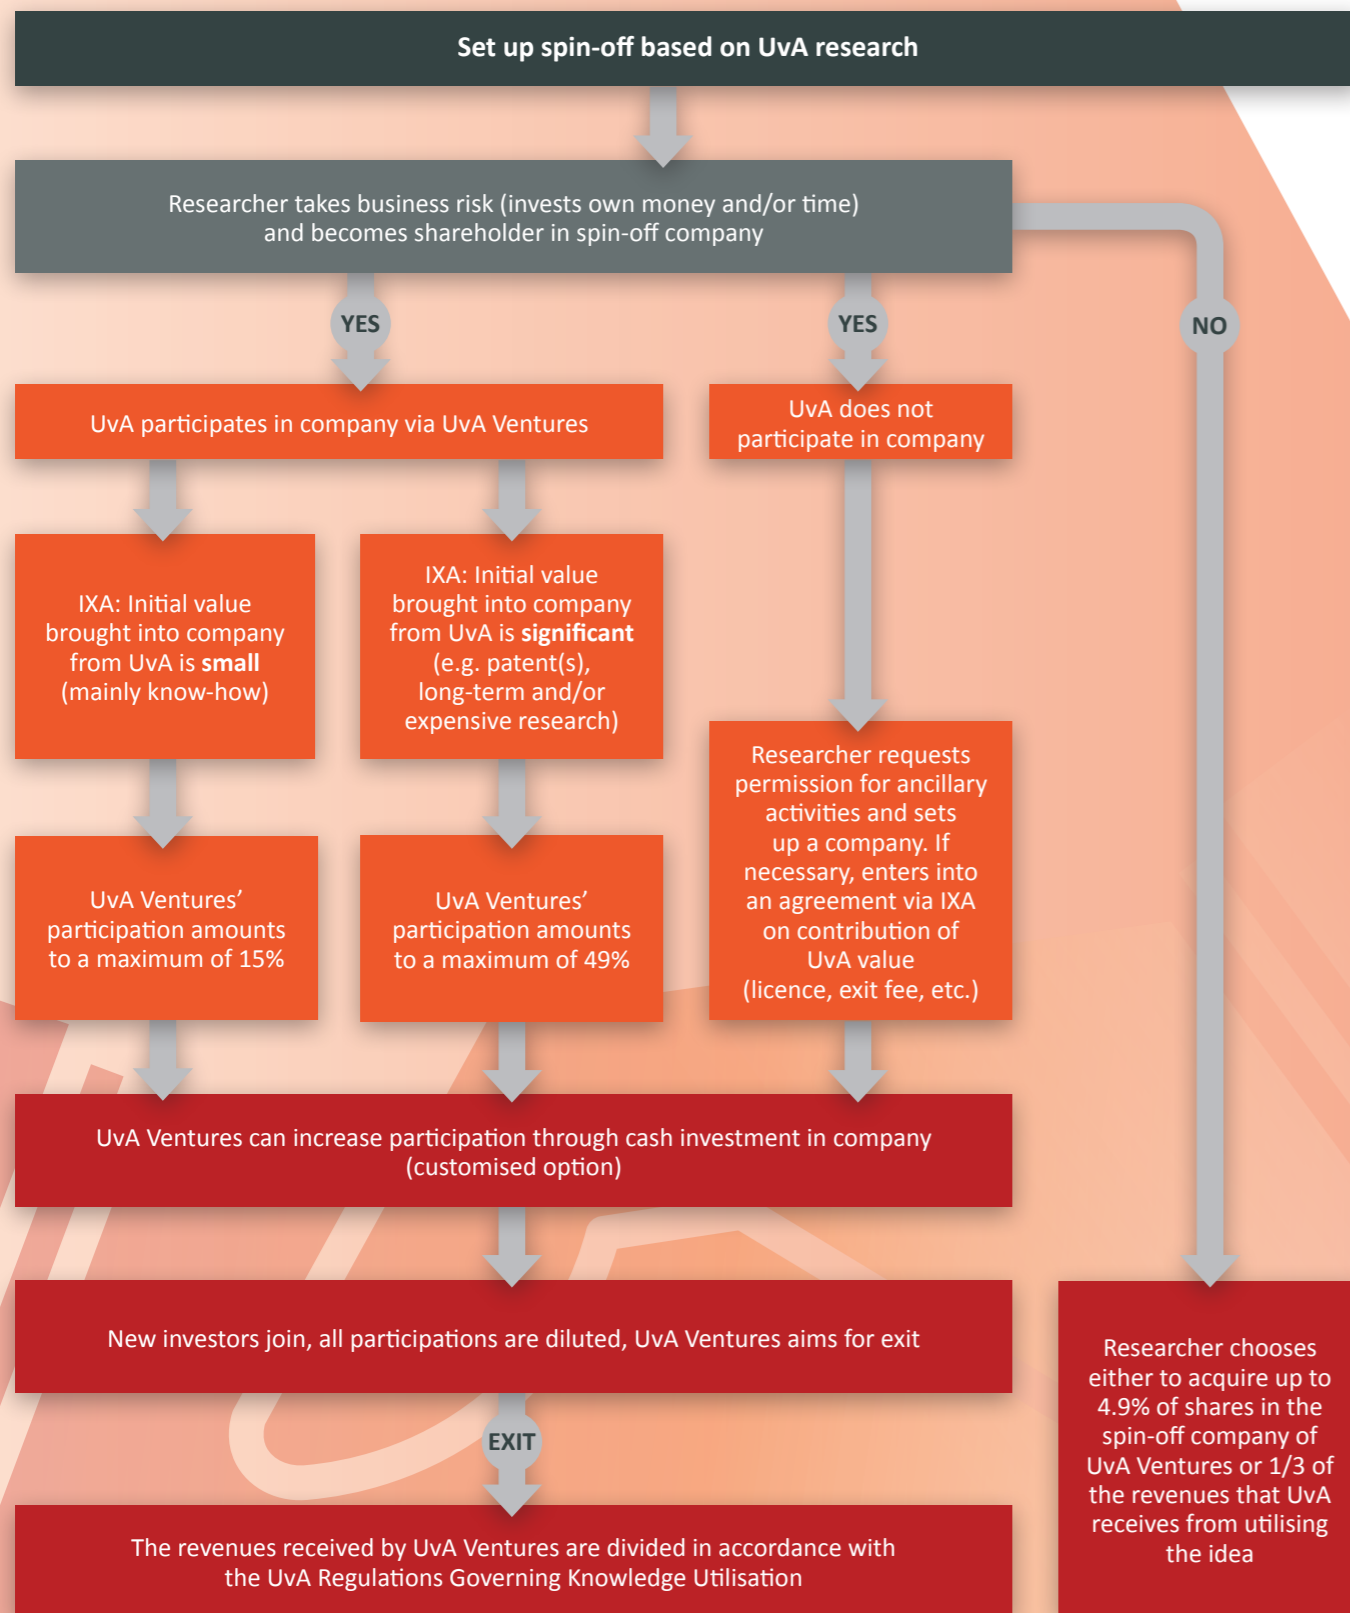 Set up spin-off based on UvA research
Researcher takes business risk (invests own money and/or time)
and becomes shareholder in spin-off company
YES
YES
NO
UvA participates in company via UvA Ventures
UvA does not
participate in company
IXA: Initial value
brought into company
from UvA is small
(mainly know-how)
IXA: Initial value
brought into company
from UvA is significant
(e.g. patent(s),
long-term and/or
expensive research)
UvA Ventures’
participation amounts
to a maximum of 15%
UvA Ventures’
participation amounts
to a maximum of 49%
Researcher requests
permission for ancillary
activities and sets
up a company. If
necessary, enters into
an agreement via IXA
on contribution of
UvA value
(licence, exit fee, etc.)
UvA Ventures can increase participation through cash investment in company
(customised option)
New investors join, all participations are diluted, UvA Ventures aims for exit
EXIT
The revenues received by UvA Ventures are divided in accordance with
the UvA Regulations Governing Knowledge Utilisation
Researcher chooses
either to acquire up to
4.9% of shares in the
spin-off company of
UvA Ventures or 1/3 of
the revenues that UvA
receives from utilising
the idea